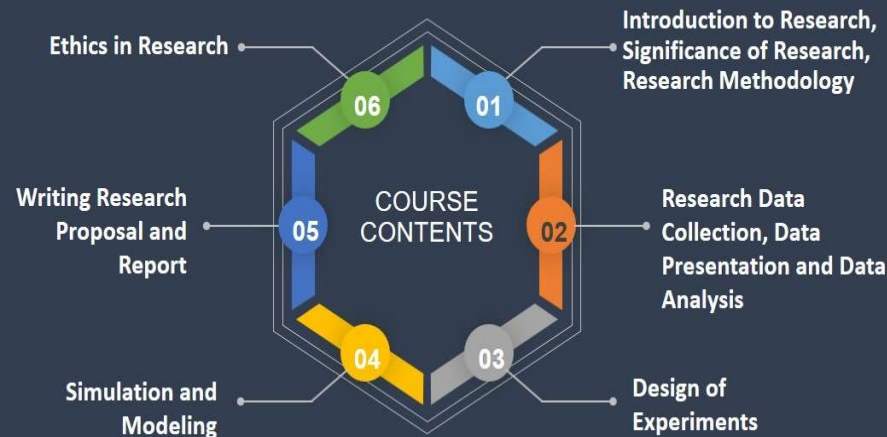 COURSE
CONTENTS
01
Introduction to Research,
Significance of Research,
Research Methodology
02
Research Data
Collection, Data
Presentation and Data
Analysis
03
Design of
Experiments
04
Simulation and
Modeling
05
Writing Research
Proposal and
Report
06
Ethics in Research